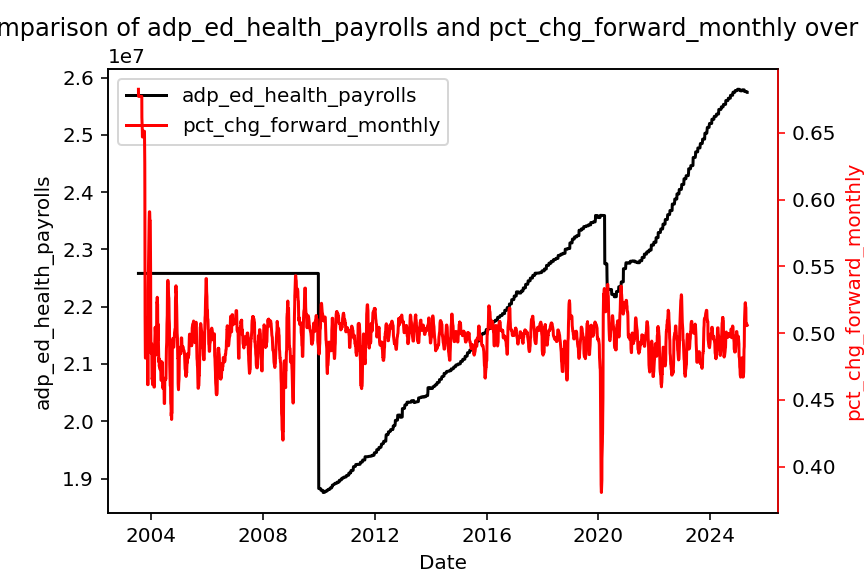 mparison of adp_ed_health_payrolls and pct_chg_forward_monthly over
1e7
adp_ed_health_payrolls
pct_chg_forward_monthly
2.6
2.5
2.4
2.3
2.2
2.1
2.0
1.9
adp_ed_health_payrolls
0.65
0.60
0.55
0.50
0.45
0.40
pct_chg_forward_monthly
2004 2008 2012 2016 2020 2024
Date